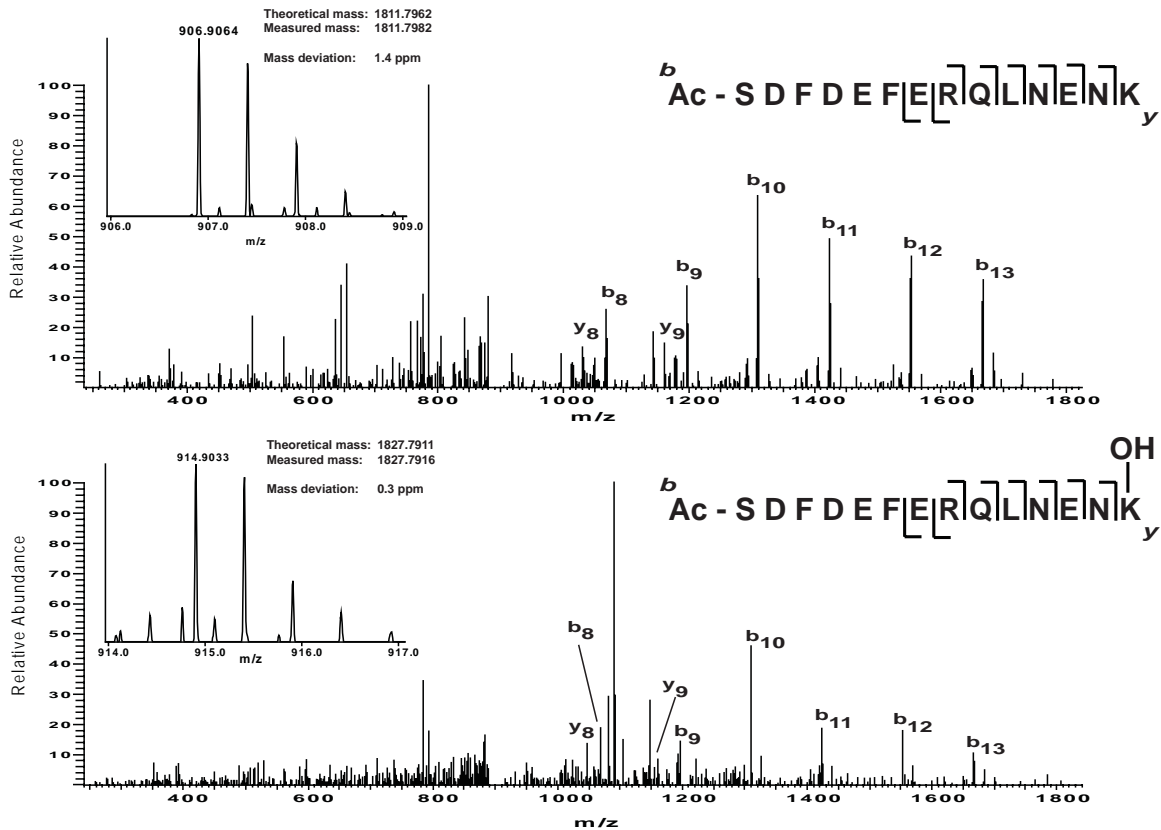 Theoretical mass: 1811.7962
Measured mass: 1811.7982
Mass deviation: 1.4 ppm
906.9064
906.0 907.0 908.0 909.0
m/z
b
Ac - S D F D E F E R Q L N E N K
y
Relative Abundance
100
90
80
70
60
50
40
30
20
10
y8
b8
y9
b9
b10
b11
b12
b13
400 600 800 1000 1200 1400 1600 1800
m/z
Theoretical mass: 1827.7911
Measured mass: 1827.7916
Mass deviation: 0.3 ppm
914.9033
914.0 915.0 916.0 917.0
m/z
OH
b
Ac - S D F D E F E R Q L N E N K
y
Relative Abundance
100
90
80
70
60
50
40
30
20
10
y8
b8
y9
b9
b10
b11
b12
b13
400 600 800 1000 1200 1400 1600 1800
m/z